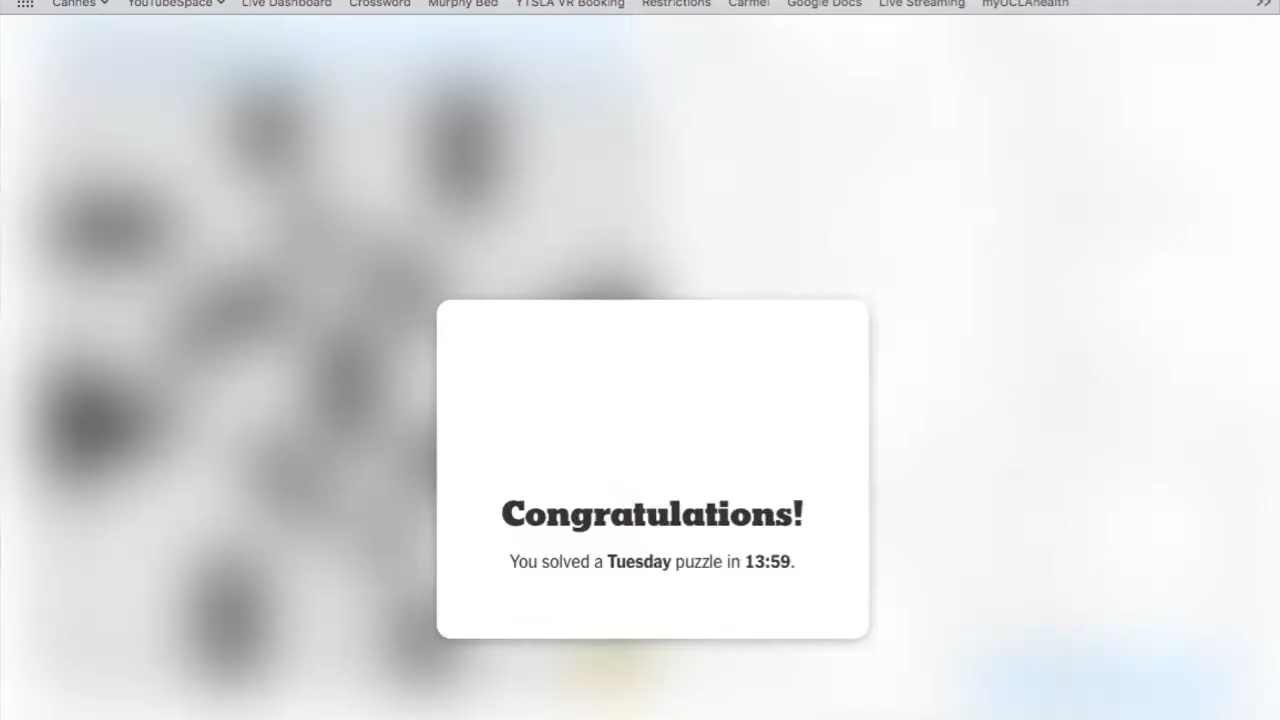 Cannes YouTubeSpace Live Dashboard Crossword Murphy Bed YTSLA VR Booking Restrictions Carmel Google Docs Live Streaming myUCLAhealth >>
Congratulations!
You solved a Tuesday puzzle in 13:59.